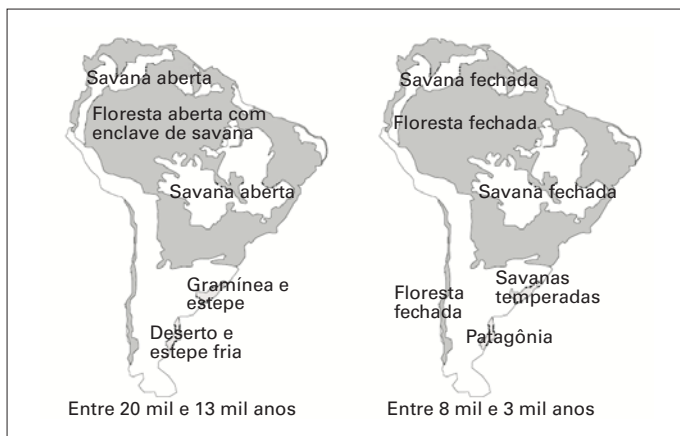 Savana aberta
Floresta aberta com
enclave de savana
Savana aberta
Gramínea e
estepe
Deserto e
estepe fria
Entre 20 mil e 13 mil anos
Savana fechada
Floresta fechada
Savana fechada
Savanas
temperadas
Floresta
fechada
Patagônia
Entre 8 mil e 3 mil anos